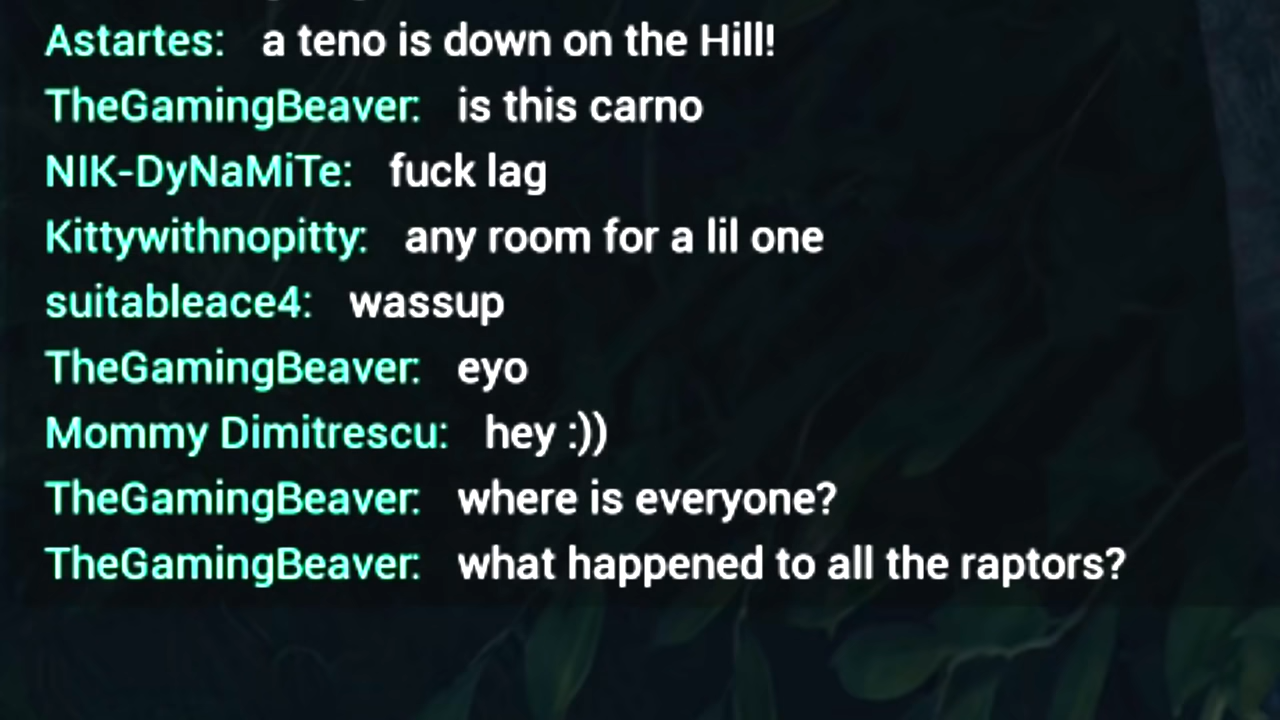 Astartes: a teno is down on the Hill!
TheGamingBeaver: is this carno
NIK-DyNaMiTe: fuck lag
Kittywithnopitty: any room for a lil one
suitableace4: wassup
TheGamingBeaver: eyo
Mommy Dimitrescu: hey :))
TheGamingBeaver: where is everyone?
TheGamingBeaver: what happened to all the raptors?